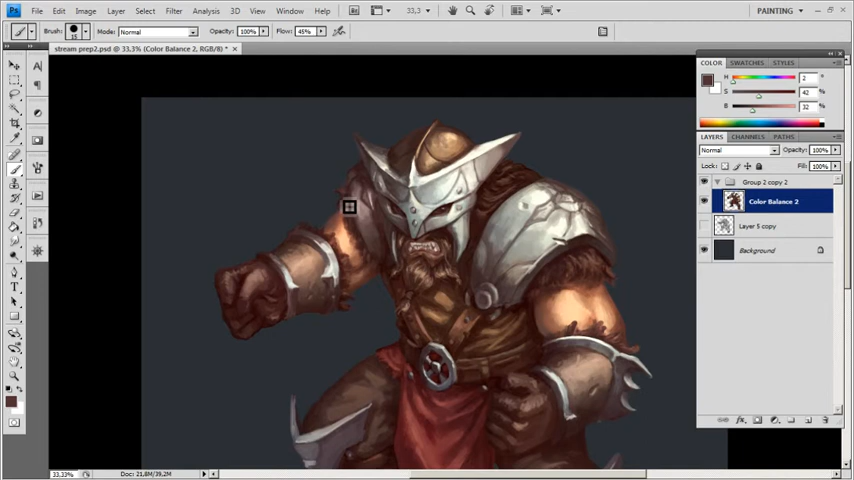 Ps File Edit Image Layer Select Filter Analysis 3D View Window Help Br 33,3 PAINTING
Brush: 15 Mode: Normal Opacity: 100% Flow: 45%
stream prep2.psd @ 33,3% (Color Balance 2, RGB/8) * ×
COLOR SWATCHES STYLES
H 2 °
S 42 %
B 32 %
LAYERS CHANNELS PATHS
Normal Opacity: 100%
Lock: Fill: 100%
Group 2 copy 2
Color Balance 2
Layer 5 copy
Background
33,33% Doc: 21,8M/39,2M